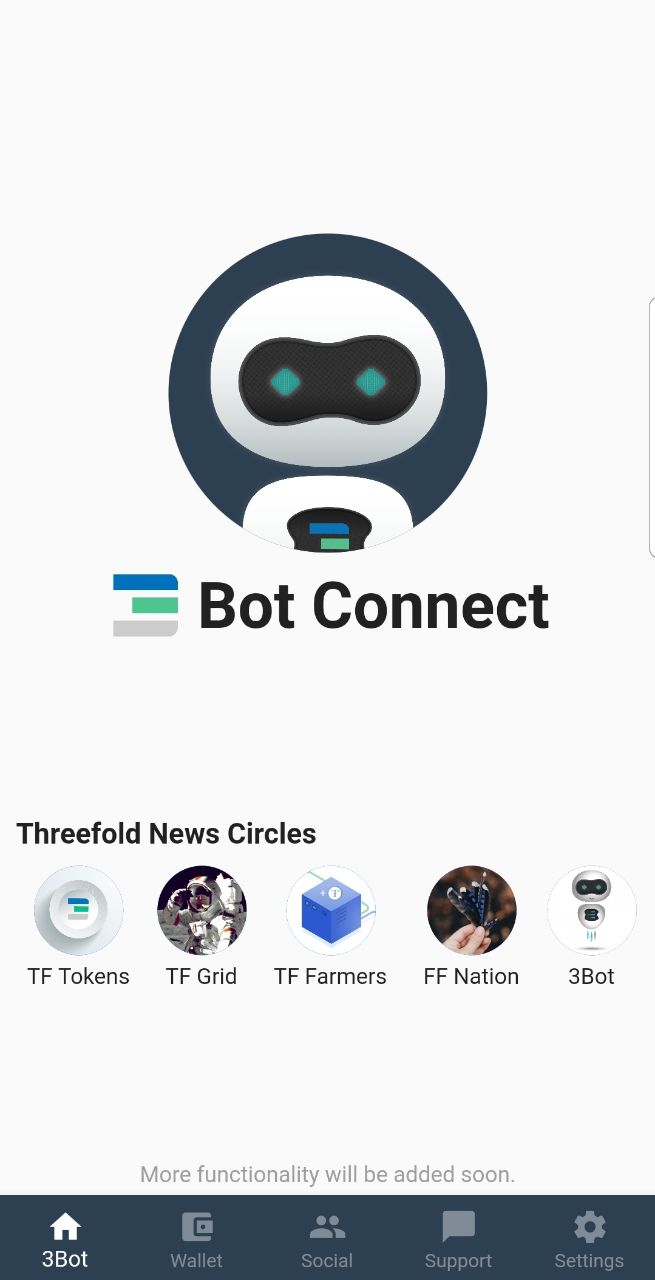 Bot Connect
Threefold News Circles
TF Tokens TF Grid TF Farmers FF Nation 3Bot
More functionality will be added soon.
3Bot Wallet Social Support Settings